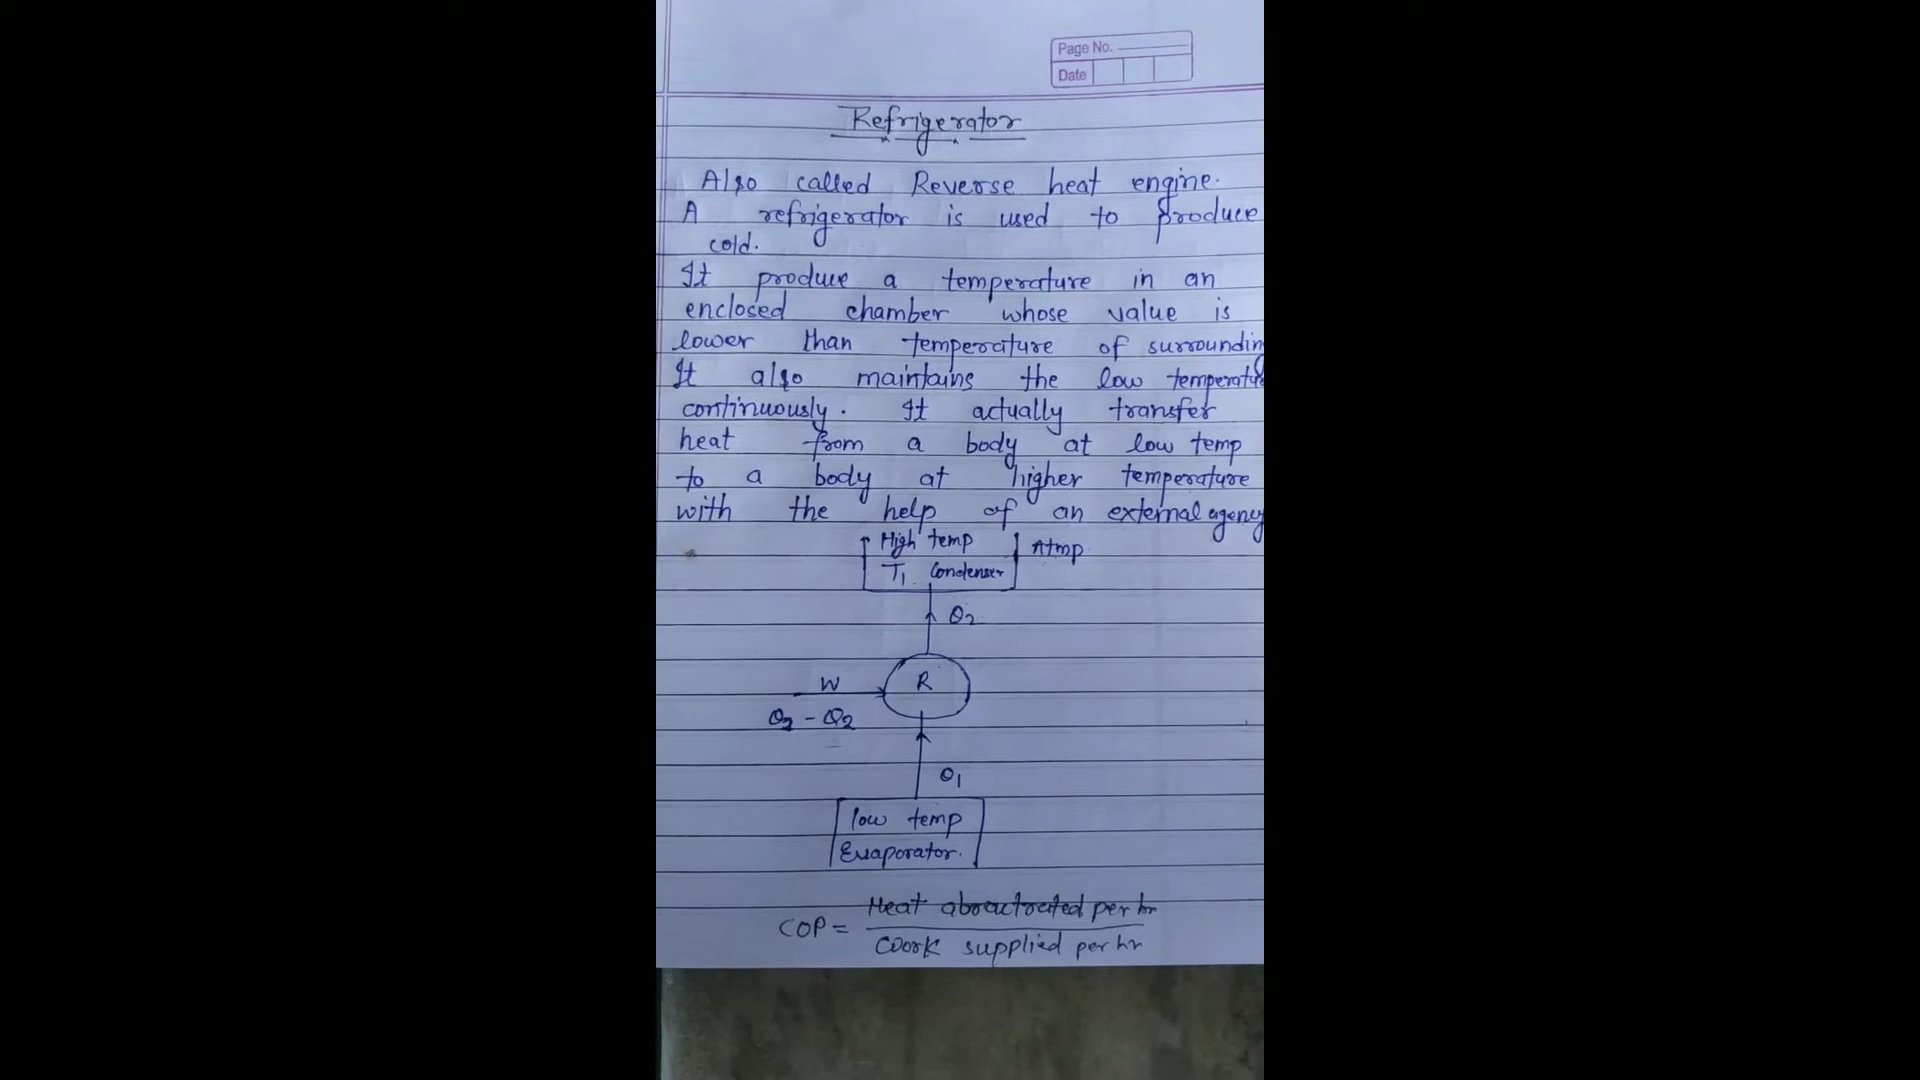 Page No.
Date
Refrigerator
Also called Reverse heat engine.
A refrigerator is used to produce
cold.
It produce a temperature in an
enclosed chamber whose value is
lower than temperature of surrounding
It also maintains the low temperatu
continuously. It actually transfer
heat from a body at low temp
to a body at higher temperature
with the help of an external agency
High temp Atmp.
T1 Condenser
Q2
W R
Q2 - Q2
Q1
low temp
Evaporator.
Heat per hr
COP =
Work supplied per hr